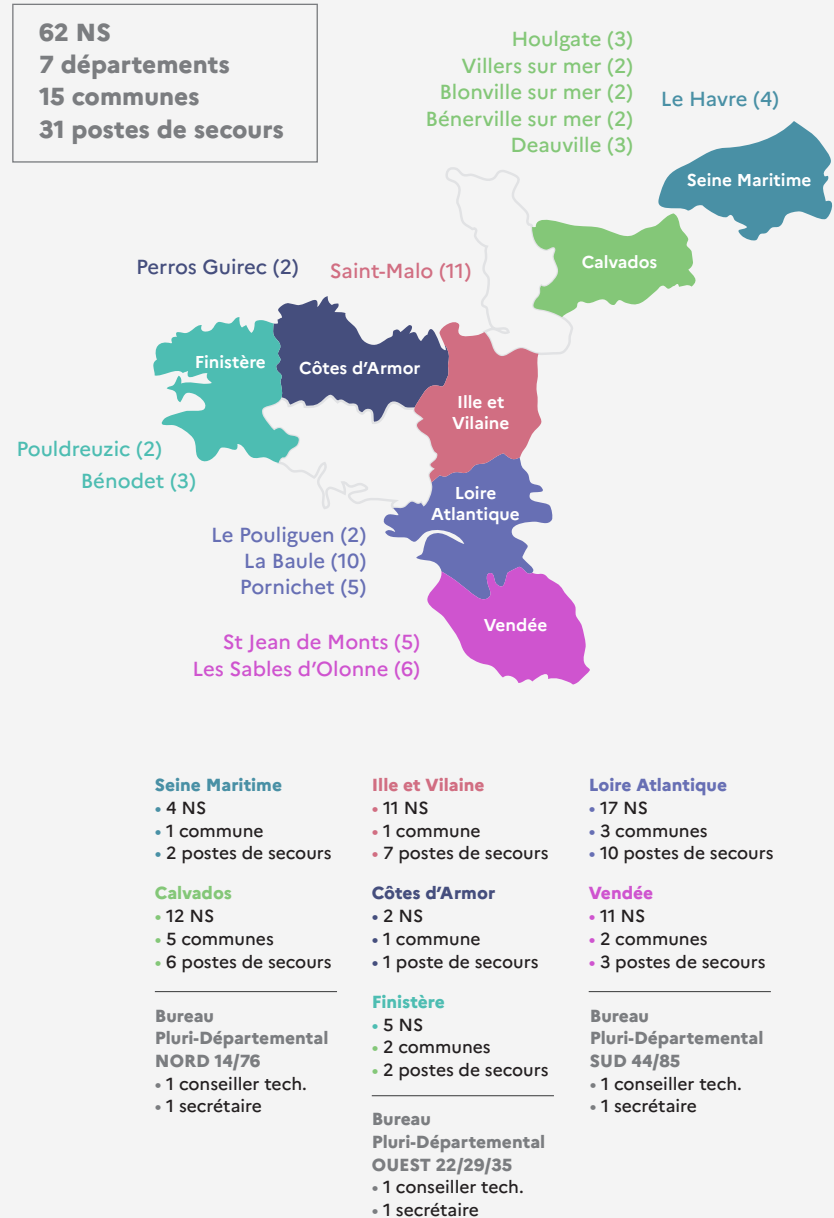 62 NS
7 départements
15 communes
31 postes de secours
Houlgate (3)
Villers sur mer (2)
Blonville sur mer (2)
Bénerville sur mer (2)
Deauville (3)
Le Havre (4)
Seine Maritime
Calvados
Perros Guirec (2)
Saint-Malo (11)
Finistère
Côtes d'Armor
Ille et
Vilaine
Pouldreuzic (2)
Bénodet (3)
Loire
Atlantique
Le Pouliguen (2)
La Baule (10)
Pornichet (5)
Vendée
St Jean de Monts (5)
Les Sables d'Olonne (6)
Seine Maritime
• 4 NS
• 1 commune
• 2 postes de secours
Calvados
• 12 NS
• 5 communes
• 6 postes de secours
Bureau
Pluri-Départemental
NORD 14/76
• 1 conseiller tech.
• 1 secrétaire
Ille et Vilaine
• 11 NS
• 1 commune
• 7 postes de secours
Côtes d'Armor
• 2 NS
• 1 commune
• 1 poste de secours
Finistère
• 5 NS
• 2 communes
• 2 postes de secours
Bureau
Pluri-Départemental
OUEST 22/29/35
• 1 conseiller tech.
• 1 secrétaire
Loire Atlantique
• 17 NS
• 3 communes
• 10 postes de secours
Vendée
• 11 NS
• 2 communes
• 3 postes de secours
Bureau
Pluri-Départemental
SUD 44/85
• 1 conseiller tech.
• 1 secrétaire